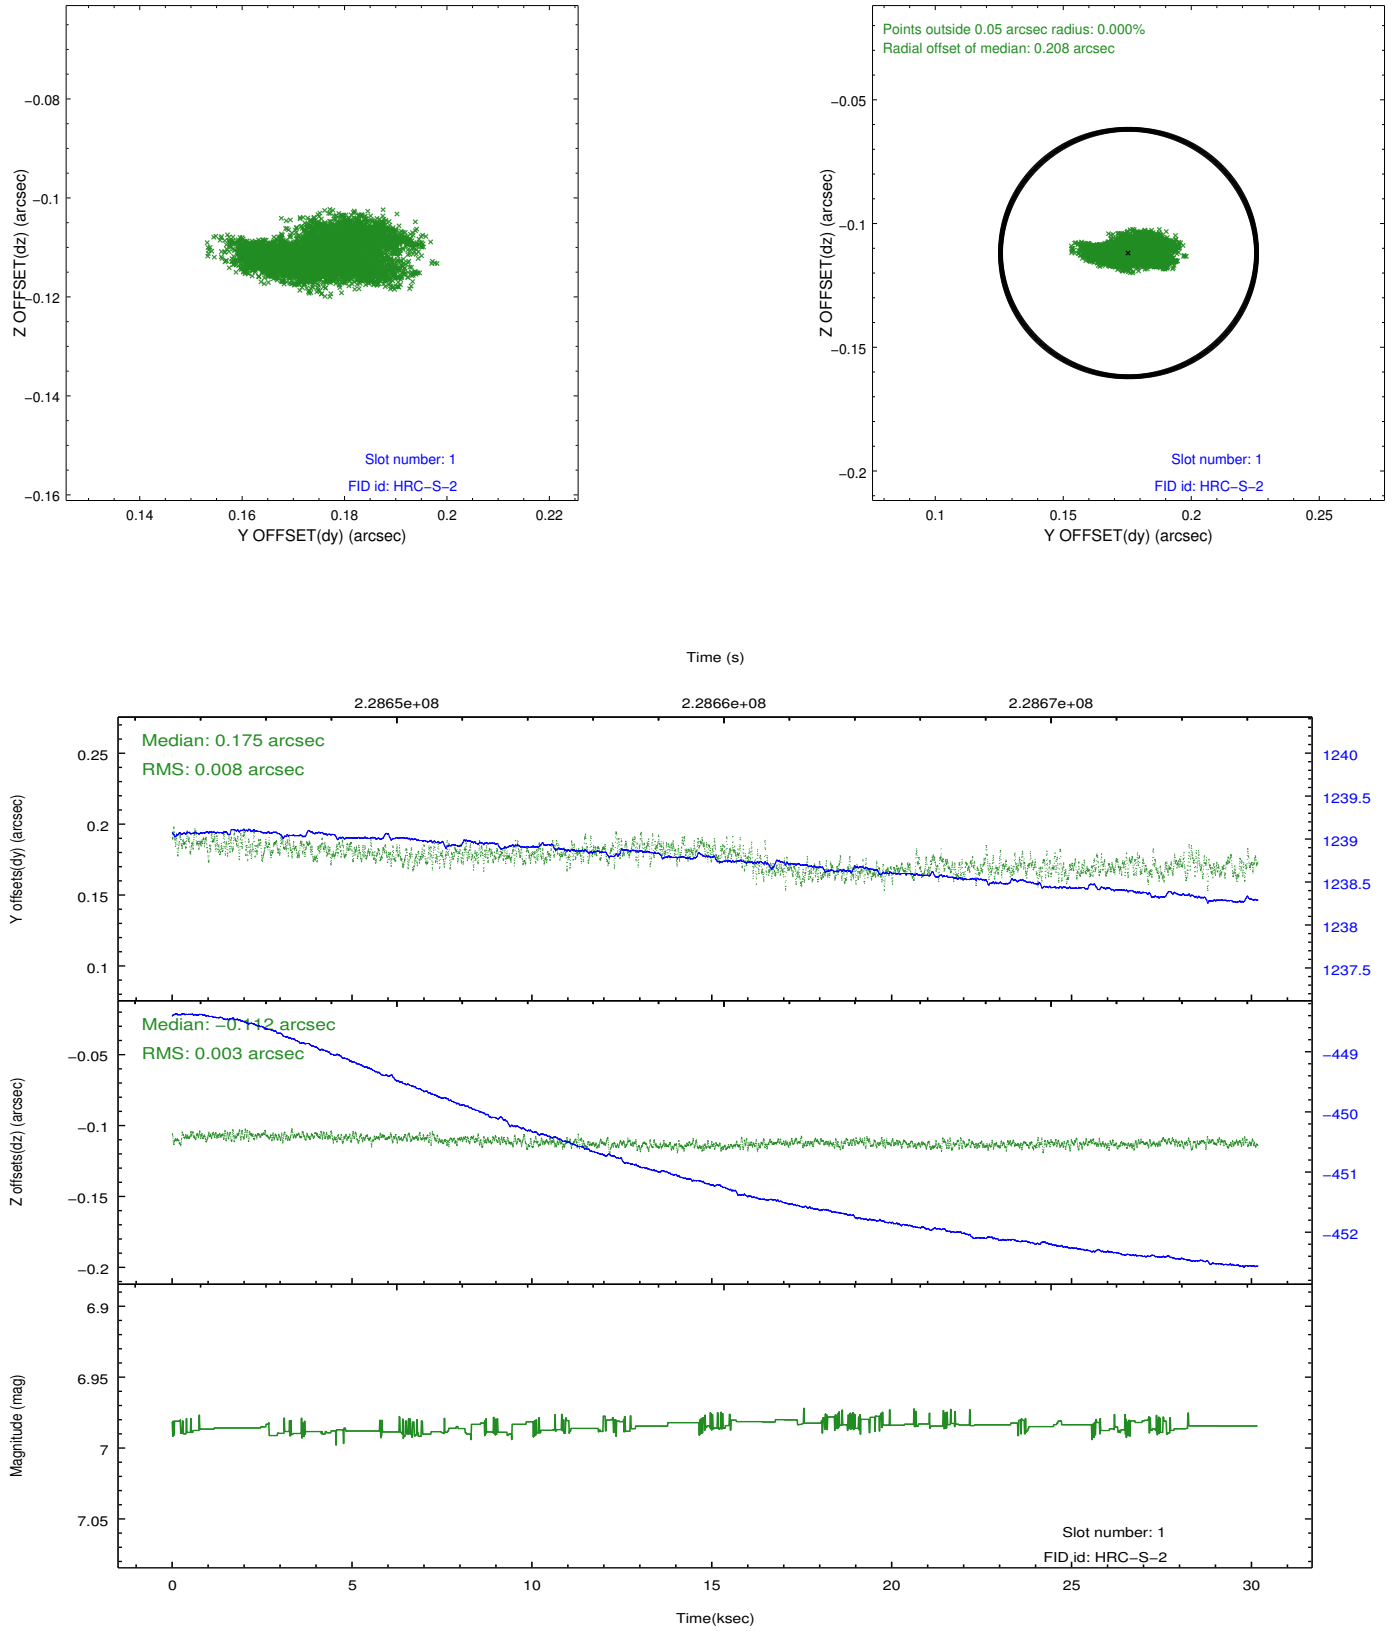 Z OFFSET(dz) (arcsec)
−0.08
−0.1
−0.12
−0.14
−0.16
0.14
0.16
0.18
0.2
0.22
Y OFFSET(dy) (arcsec)
Slot number: 1
FID id: HRC−S−2
Points outside 0.05 arcsec radius: 0.000%
Radial offset of median: 0.208 arcsec
Z OFFSET(dz) (arcsec)
−0.05
−0.1
−0.15
−0.2
0.1
0.15
0.2
0.25
Y OFFSET(dy) (arcsec)
Slot number: 1
FID id: HRC−S−2
Time (s)
2.2865e+08
2.2866e+08
2.2867e+08
Median: 0.175 arcsec
RMS: 0.008 arcsec
Y offsets(dy) (arcsec)
0.25
0.2
0.15
0.1
1240
1239.5
1239
1238.5
1238
1237.5
Median: −0.112 arcsec
RMS: 0.003 arcsec
Z offsets(dz) (arcsec)
−0.05
−0.1
−0.15
−0.2
−449
−450
−451
−452
Magnitude (mag)
6.9
6.95
7
7.05
Slot number: 1
FID id: HRC−S−2
0
5
10
15
20
25
30
Time(ksec)